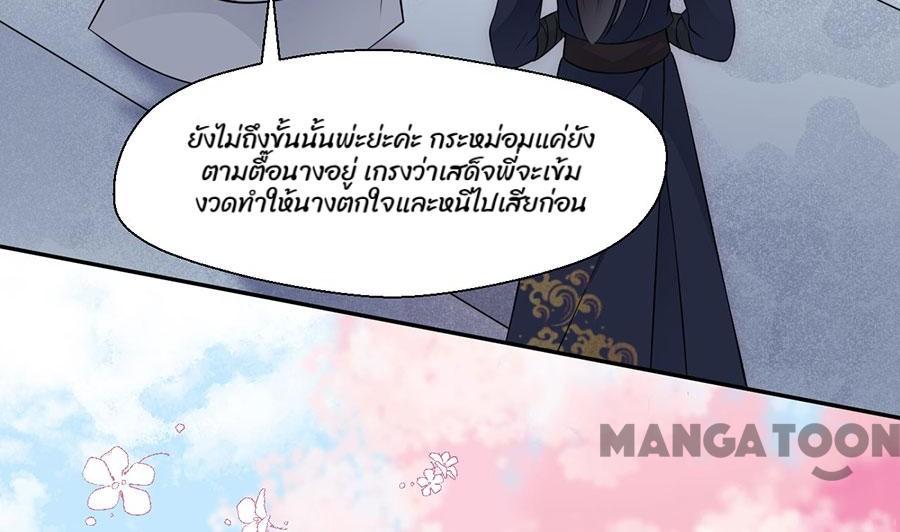 ยังไม่ถึงขั้นนั้นพ่ะย่ะค่ะ กระหม่อมแค่ยัง
ตามตื๊อนางอยู่ เกรงว่าเสด็จพี่จะเข้ม
งวดทำให้นางตกใจและหนีไปเสียก่อน
MANGATOON